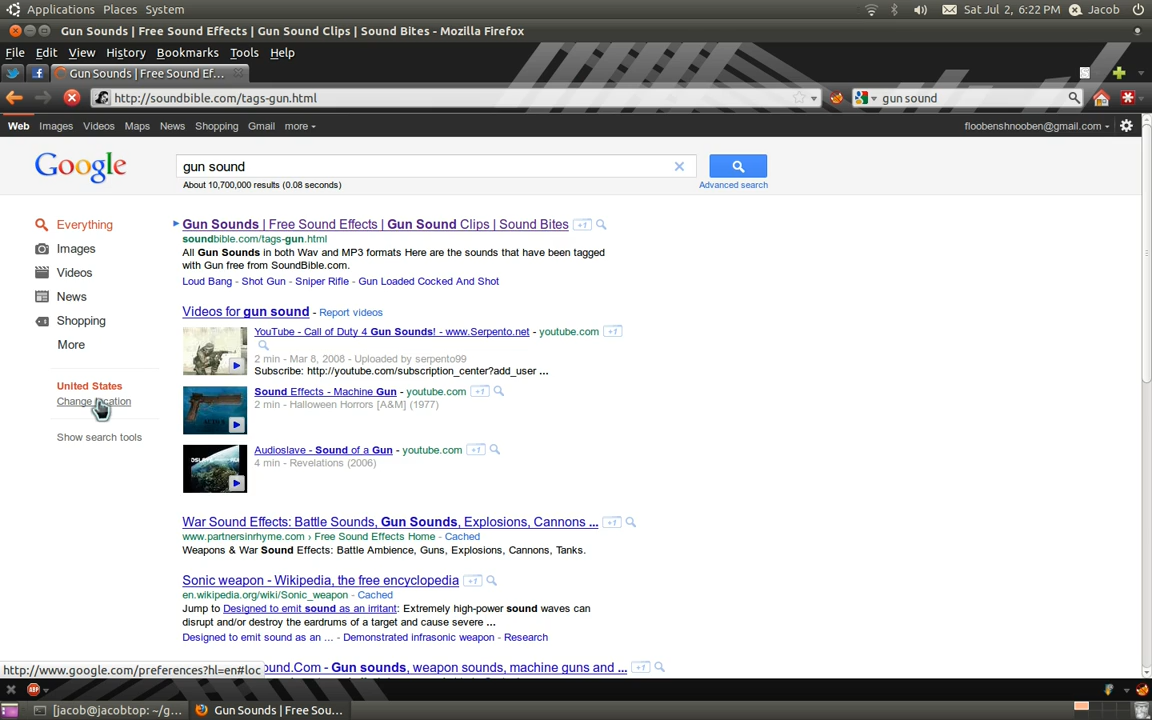 Applications Places System
Sat Jul 2, 6:22 PM Jacob
Gun Sounds | Free Sound Effects | Gun Sound Clips | Sound Bites - Mozilla Firefox
File Edit View History Bookmarks Tools Help
Gun Sounds | Free Sound Ef...
http://soundbible.com/tags-gun.html
gun sound
Web Images Videos Maps News Shopping Gmail more
floobenshnooben@gmail.com
Google
gun sound
About 10,700,000 results (0.08 seconds)
Advanced search
Everything
Images
Videos
News
Shopping
More
United States
Change location
Show search tools
Gun Sounds | Free Sound Effects | Gun Sound Clips | Sound Bites +1
soundbible.com/tags-gun.html
All Gun Sounds in both Wav and MP3 formats Here are the sounds that have been tagged
with Gun free from SoundBible.com.
Loud Bang - Shot Gun - Sniper Rifle - Gun Loaded Cocked And Shot
Videos for gun sound - Report videos
YouTube - Call of Duty 4 Gun Sounds! - www.Serpento.net - youtube.com +1
2 min - Mar 8, 2008 - Uploaded by serpento99
Subscribe: http://youtube.com/subscription_center?add_user ...
Sound Effects - Machine Gun - youtube.com +1
2 min - Halloween Horrors [A&M] (1977)
Audioslave - Sound of a Gun - youtube.com +1
4 min - Revelations (2006)
War Sound Effects: Battle Sounds, Gun Sounds, Explosions, Cannons ... +1
www.partnersinrhyme.com › Free Sound Effects Home - Cached
Weapons & War Sound Effects: Battle Ambience, Guns, Explosions, Cannons, Tanks.
Sonic weapon - Wikipedia, the free encyclopedia +1
en.wikipedia.org/wiki/Sonic_weapon - Cached
Jump to Designed to emit sound as an irritant: Extremely high-power sound waves can
disrupt and/or destroy the eardrums of a target and cause severe ...
Designed to emit sound as an ... - Demonstrated infrasonic weapon - Research
ound.Com - Gun sounds, weapon sounds, machine guns and ... +1
http://www.google.com/preferences?hl=en#loc
ABP
[jacob@jacobtop: ~/g...
Gun Sounds | Free Sou...